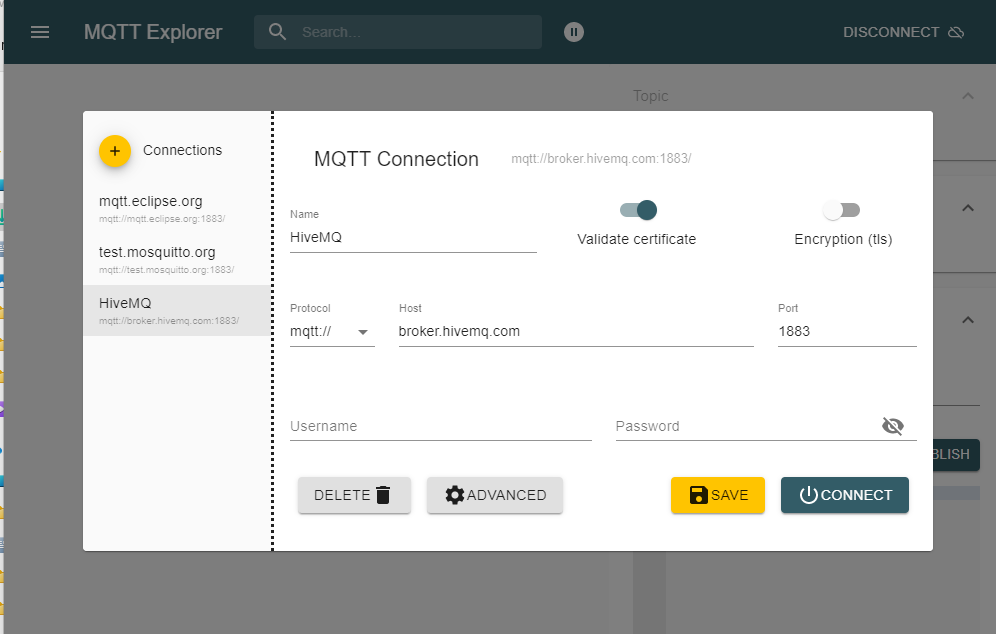 MQTT Explorer
Search...
DISCONNECT
Topic
Connections
mqtt.eclipse.org
mqtt://mqtt.eclipse.org:1883/
test.mosquitto.org
mqtt://test.mosquitto.org:1883/
HiveMQ
mqtt://broker.hivemq.com:1883/
MQTT Connection
mqtt://broker.hivemq.com:1883/
Name
HiveMQ
Validate certificate
Encryption (tls)
Protocol
mqtt://
Host
broker.hivemq.com
Port
1883
Username
Password
DELETE
ADVANCED
SAVE
CONNECT
BLISH